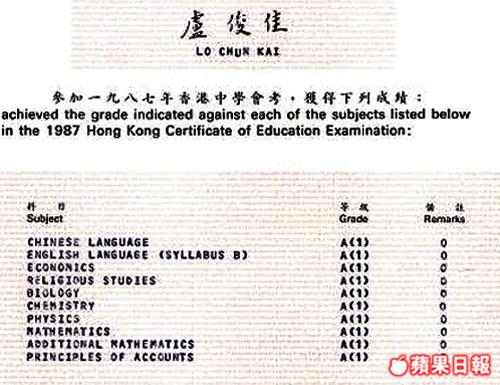 盧俊佳
LO CHUN KAI
參加一九八七年香港中學會考，獲得下列成績：
achieved the grade indicated against each of the subjects listed below
in the 1987 Hong Kong Certificate of Education Examination:
科目 等級 備註
Subject Grade Remarks
CHINESE LANGUAGE A(1) 0
ENGLISH LANGUAGE (SYLLABUS B) A(1) 0
ECONOMICS A(1) 0
RELIGIOUS STUDIES A(1) 0
BIOLOGY A(1) 0
CHEMISTRY A(1) 0
PHYSICS A(1) 0
MATHEMATICS A(1) 0
ADDITIONAL MATHEMATICS A(1) 0
PRINCIPLES OF ACCOUNTS A(1) 0
蘋果日報